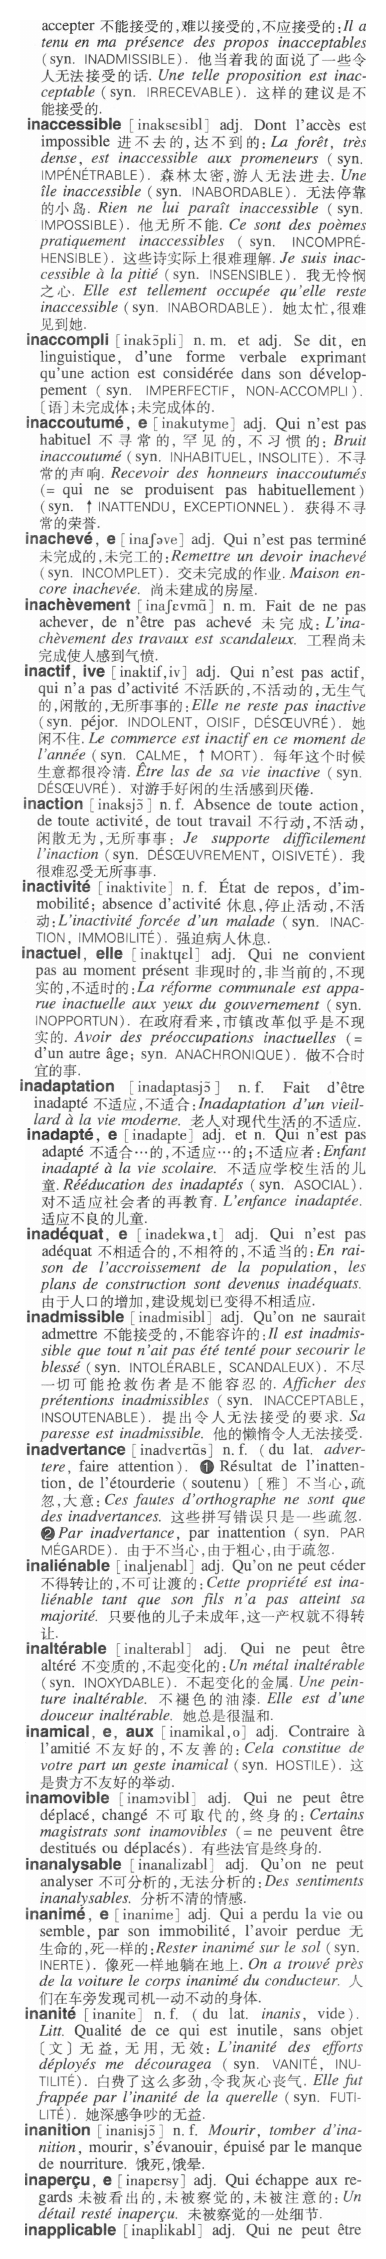 accepter 不能接受的,难以接受的,不应接受的:Il a
tenu en ma présence des propos inacceptables
(syn. INADMISSIBLE). 他当着我的面说了一些令
人无法接受的话. Une telle proposition est inac-
ceptable (syn. IRRECEVABLE). 这样的建议是不
能接受的.
inaccessible [inaksɛsibl] adj. Dont l'accès est
impossible 进不去的,达不到的: La forêt, très
dense, est inaccessible aux promeneurs (syn.
IMPÉNÉTRABLE). 森林太密,游人无法进去. Une
île inaccessible (syn. INABORDABLE). 无法停靠
的小岛. Rien ne lui paraît inaccessible (syn.
IMPOSSIBLE). 他无所不能. Ce sont des poèmes
pratiquement inaccessibles ( syn. INCOMPRÉ-
HENSIBLE). 这些诗实际上很难理解. Je suis inac-
cessible à la pitié (syn. INSENSIBLE). 我无怜悯
之心. Elle est tellement occupée qu'elle reste
inaccessible (syn. INABORDABLE). 她太忙,很难
见到她.
inaccompli [inakɔ̃pli] n. m. et adj. Se dit, en
linguistique, d'une forme verbale exprimant
qu'une action est considérée dans son dévelop-
pement ( syn. IMPERFECTIF, NON-ACCOMPLI ).
〔语〕未完成体;未完成体的.
inaccoutumé, e [inakutyme] adj. Qui n'est pas
habituel 不寻常的, 罕见的, 不习惯的: Bruit
inaccoutumé (syn. INHABITUEL, INSOLITE). 不寻
常的声响. Recevoir des honneurs inaccoutumés
(= qui ne se produisent pas habituellement)
(syn. ↑ INATTENDU, EXCEPTIONNEL). 获得不寻
常的荣誉.
inachevé, e [inaʃəve] adj. Qui n'est pas terminé
未完成的,未完工的:Remettre un devoir inachevé
(syn. INCOMPLET). 交未完成的作业. Maison en-
core inachevée. 尚未建成的房屋.
inachèvement [inaʃɛvmɑ̃] n. m. Fait de ne pas
achever, de n'être pas achevé 未完成: L'ina-
chèvement des travaux est scandaleux. 工程尚未
完成使人感到气愤.
inactif, ive [inaktif,iv] adj. Qui n'est pas actif,
qui n'a pas d'activité 不活跃的,不活动的,无生气
的,闲散的,无所事事的:Elle ne reste pas inactive
(syn. péjor. INDOLENT, OISIF, DÉSŒUVRÉ). 她
闲不住. Le commerce est inactif en ce moment de
l'année (syn. CALME, ↑ MORT). 每年这个时候
生意都很冷清. Être las de sa vie inactive (syn.
DÉSŒUVRÉ). 对游手好闲的生活感到厌倦.
inaction [inaksjɔ̃] n. f. Absence de toute action,
de toute activité, de tout travail 不行动,不活动,
闲散无为,无所事事: Je supporte difficilement
l'inaction (syn. DÉSŒUVREMENT, OISIVETÉ). 我
很难忍受无所事事.
inactivité [inaktivite] n. f. État de repos, d'im-
mobilité; absence d'activité 休息,停止活动,不活
动:L'inactivité forcée d'un malade (syn. INAC-
TION, IMMOBILITÉ). 强迫病人休息.
inactuel, elle [inaktɥɛl] adj. Qui ne convient
pas au moment présent 非现时的,非当前的,不现
实的,不适时的:La réforme communale est appa-
rue inactuelle aux yeux du gouvernement (syn.
INOPPORTUN). 在政府看来,市镇改革似乎是不现
实的. Avoir des préoccupations inactuelles (=
d'un autre âge; syn. ANACHRONIQUE). 做不合时
宜的事.
inadaptation [inadaptasjɔ̃] n. f. Fait d'être
inadapté 不适应,不适合:Inadaptation d'un vieil-
lard à la vie moderne. 老人对现代生活的不适应.
inadapté, e [inadapte] adj. et n. Qui n'est pas
adapté 不适合…的,不适应…的;不适应者:Enfant
inadapté à la vie scolaire. 不适应学校生活的儿
童. Rééducation des inadaptés (syn. ASOCIAL).
对不适应社会者的再教育. L'enfance inadaptée.
适应不良的儿童.
inadéquat, e [inadekwa,t] adj. Qui n'est pas
adéquat 不相适合的,不相符的,不适当的:En rai-
son de l'accroissement de la population, les
plans de construction sont devenus inadéquats.
由于人口的增加,建设规划已变得不相适应.
inadmissible [inadmisibl] adj. Qu'on ne saurait
admettre 不能接受的,不能容许的:Il est inadmis-
sible que tout n'ait pas été tenté pour secourir le
blessé (syn. INTOLÉRABLE, SCANDALEUX). 不尽
一切可能抢救伤者是不能容忍的. Afficher des
prétentions inadmissibles (syn. INACCEPTABLE,
INSOUTENABLE). 提出令人无法接受的要求. Sa
paresse est inadmissible. 他的懒惰令人无法接受.
inadvertance [inadvɛrtɑ̃s] n. f. (du lat. adver-
tere, faire attention). ❶ Résultat de l'inatten-
tion, de l'étourderie (soutenu)〔雅〕不当心,疏
忽,大意:Ces fautes d'orthographe ne sont que
des inadvertances. 这些拼写错误只是一些疏忽.
❷ Par inadvertance, par inattention (syn. PAR
MÉGARDE). 由于不当心,由于粗心,由于疏忽.
inaliénable [inaljenabl] adj. Qu'on ne peut céder
不得转让的,不可让渡的:Cette propriété est ina-
liénable tant que son fils n'a pas atteint sa
majorité. 只要他的儿子未成年,这一产权就不得转
让.
inaltérable [inalterabl] adj. Qui ne peut être
altéré 不变质的,不起变化的:Un métal inaltérable
(syn. INOXYDABLE). 不起变化的金属. Une pein-
ture inaltérable. 不褪色的油漆. Elle est d'une
douceur inaltérable. 她总是很温和.
inamical, e, aux [inamikal,o] adj. Contraire à
l'amitié 不友好的,不友善的: Cela constitue de
votre part un geste inamical (syn. HOSTILE). 这
是贵方不友好的举动.
inamovible [inamɔvibl] adj. Qui ne peut être
déplacé, changé 不可取代的,终身的: Certains
magistrats sont inamovibles (= ne peuvent être
destitués ou déplacés). 有些法官是终身的.
inanalysable [inanalizabl] adj. Qu'on ne peut
analyser 不可分析的,无法分析的:Des sentiments
inanalysables. 分析不清的情感.
inanimé, e [inanime] adj. Qui a perdu la vie ou
semble, par son immobilité, l'avoir perdue 无
生命的,死一样的:Rester inanimé sur le sol (syn.
INERTE). 像死一样地躺在地上. On a trouvé près
de la voiture le corps inanimé du conducteur. 人
们在车旁发现司机一动不动的身体.
inanité [inanite] n. f. ( du lat. inanis, vide).
Litt. Qualité de ce qui est inutile, sans objet
〔文〕无益,无用,无效: L'inanité des efforts
déployés me découragea ( syn. VANITÉ, INU-
TILITÉ). 白费了这么多劲,令我灰心丧气. Elle fut
frappée par l'inanité de la querelle (syn. FUTI-
LITÉ). 她深感争吵的无益.
inanition [inanisjɔ̃] n. f. Mourir, tomber d'ina-
nition, mourir, s'évanouir, épuisé par le manque
de nourriture. 饿死,饿晕.
inaperçu, e [inapɛrsy] adj. Qui échappe aux re-
gards 未被看出的,未被察觉的,未被注意的: Un
détail resté inaperçu. 未被察觉的一处细节.
inapplicable [inaplikabl] adj. Qui ne peut être